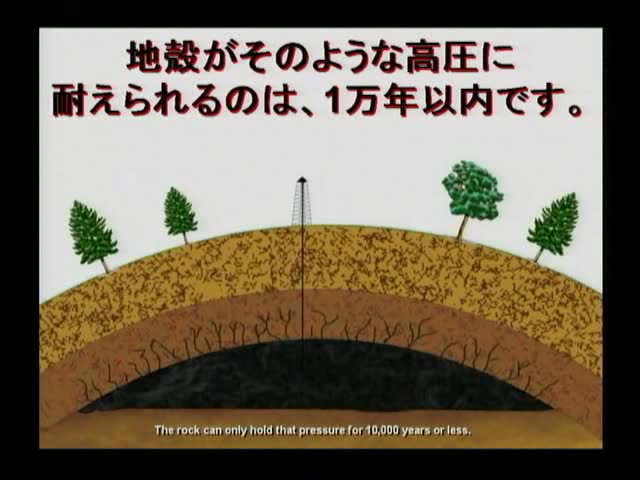 地殻がそのような高圧に
耐えられるのは、1万年以内です。
The rock can only hold that pressure for 10,000 years or less.